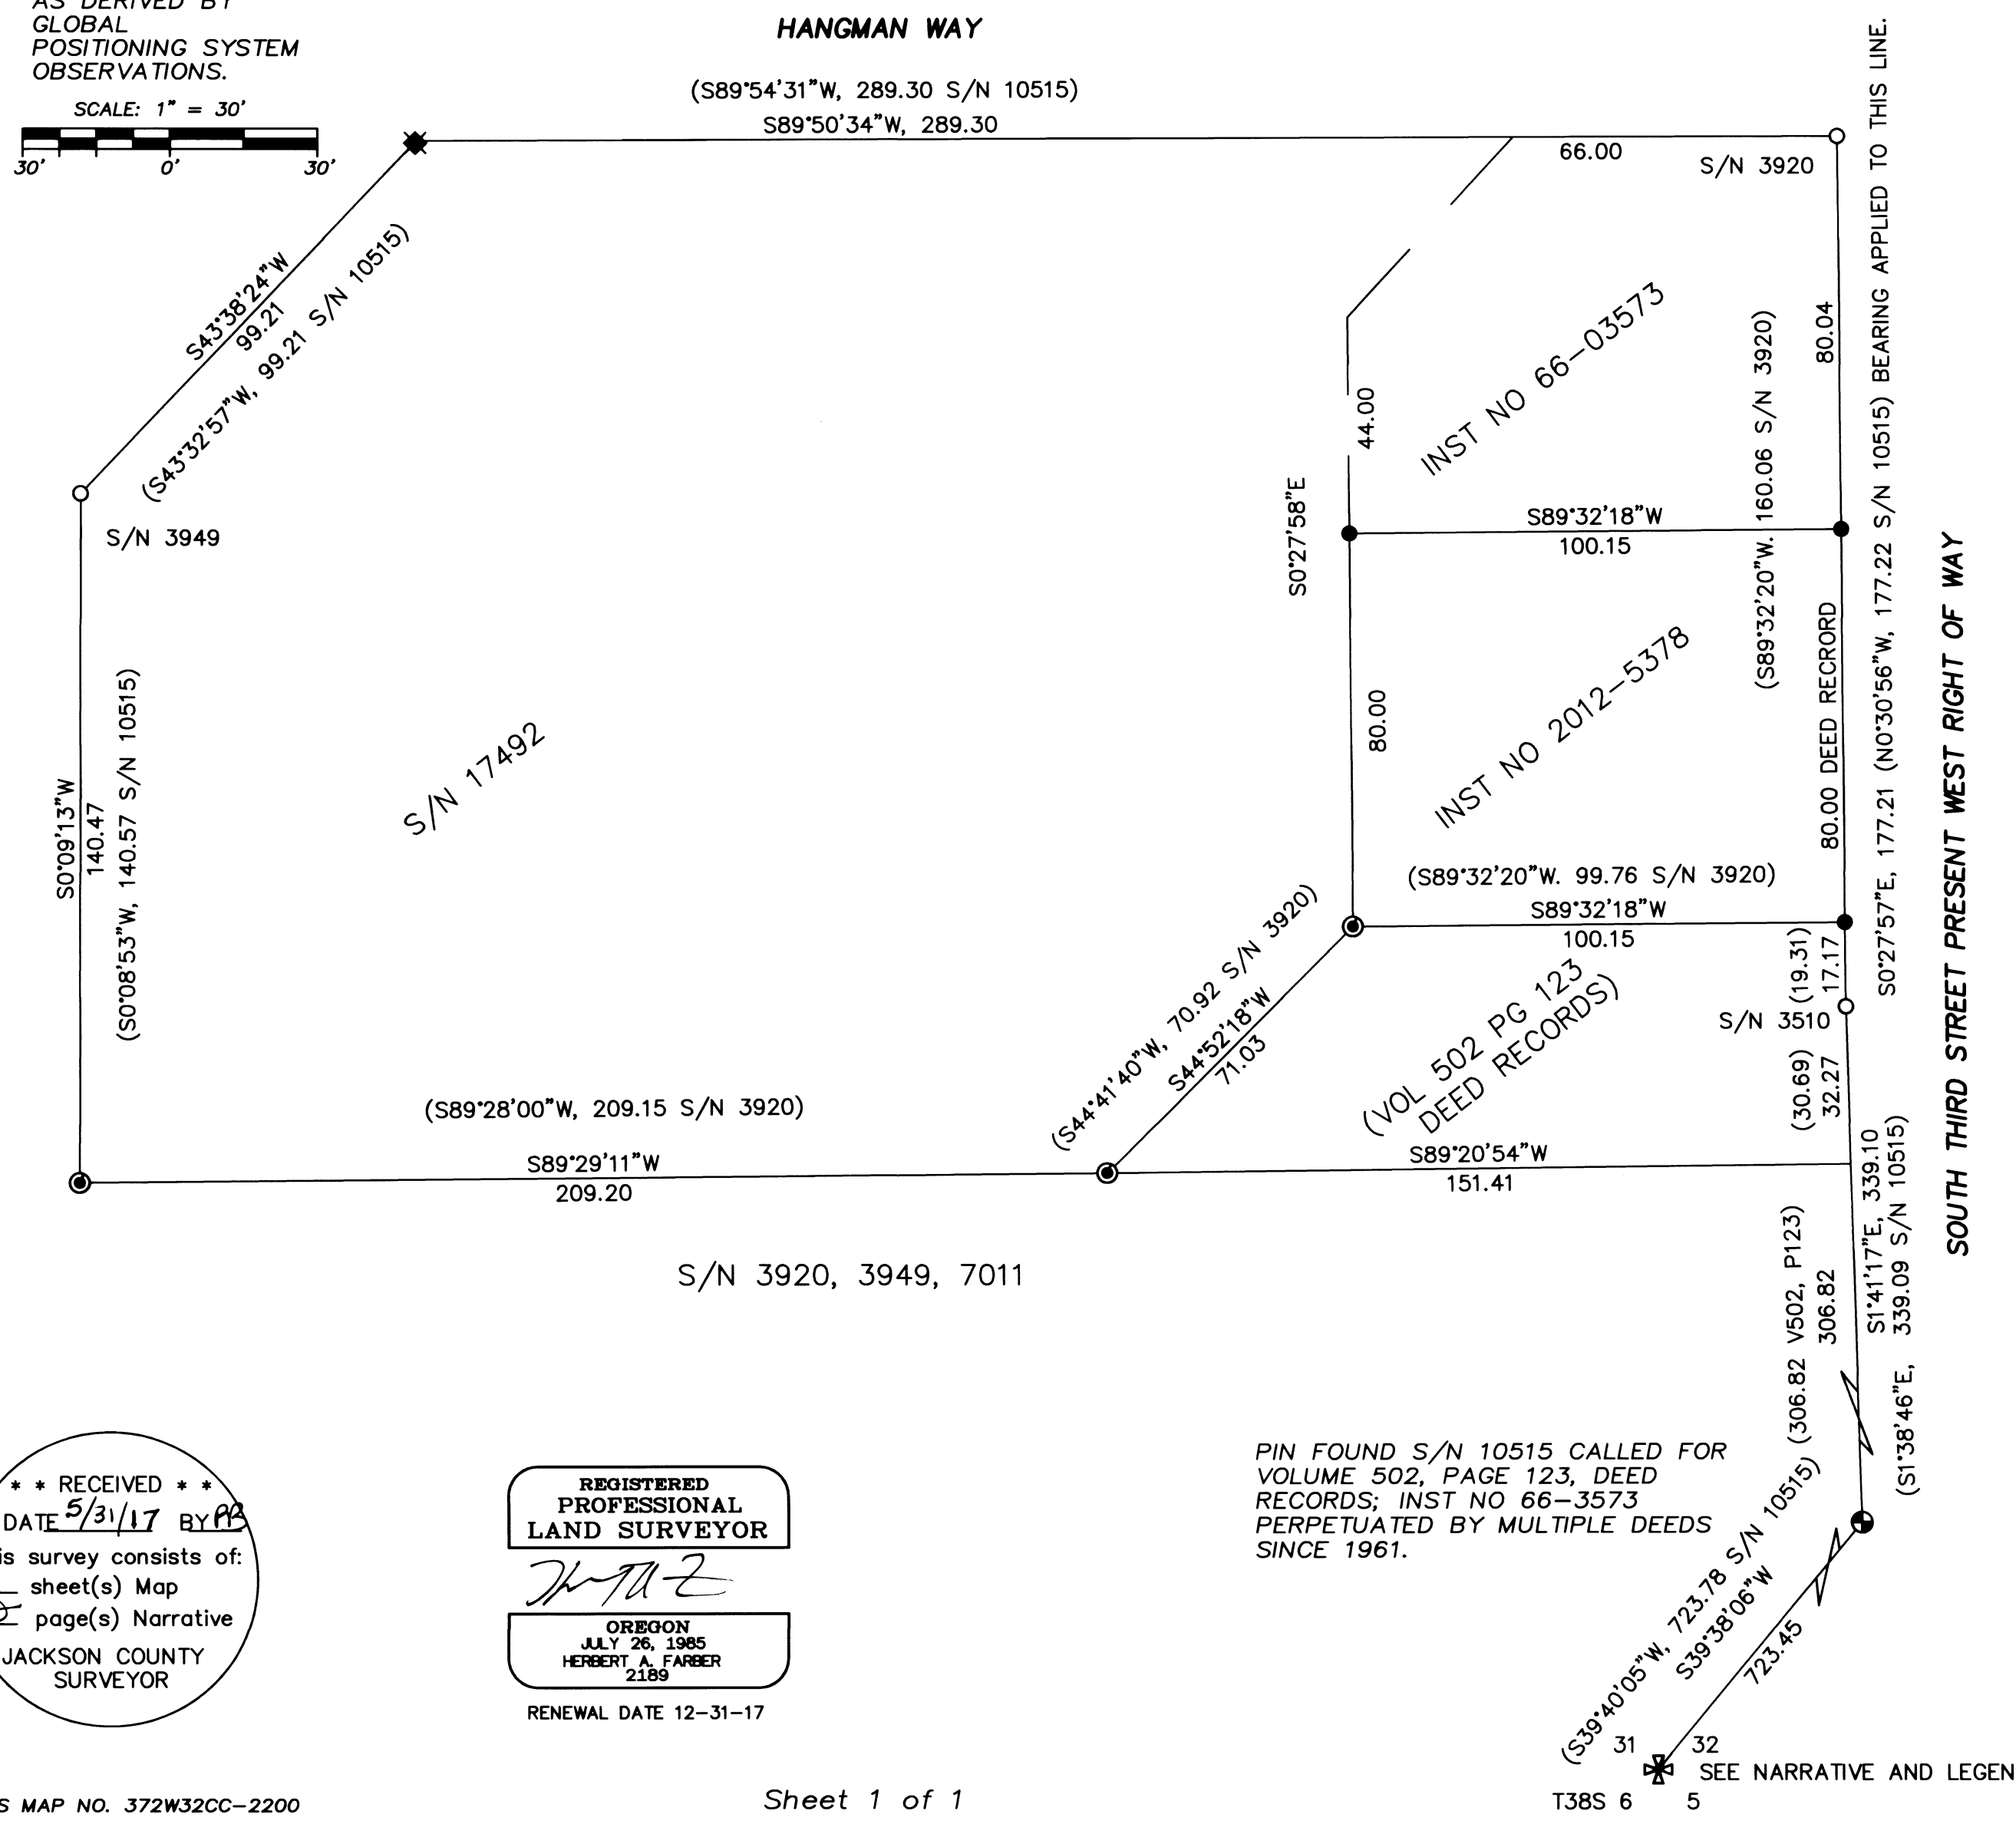 AS DERIVED BY
GLOBAL
POSITIONING SYSTEM
OBSERVATIONS.
SCALE: 1" = 30'
30' 0' 30'
HANGMAN WAY
(S89°54'31"W, 289.30 S/N 10515)
S89°50'34"W, 289.30
66.00
S/N 3920
S43°38'24"W
99.21
(S43°32'57"W, 99.21 S/N 10515)
S/N 3949
S0°09'13"W
140.47
(S0°08'53"W, 140.57 S/N 10515)
S/N 17492
44.00
S0°27'58"E
INST NO 66-03573
S89°32'18"W
100.15
(S89°32'20"W. 160.06 S/N 3920)
80.04
80.00
INST NO 2012-5378
80.00 DEED RECRORD
(S89°32'20"W. 99.76 S/N 3920)
S89°32'18"W
100.15
S0°27'57"E, 177.21 (N0°30'56"W, 177.22 S/N 10515) BEARING APPLIED TO THIS LINE.
SOUTH THIRD STREET PRESENT WEST RIGHT OF WAY
(19.31)
17.17
S/N 3510
(30.69)
32.27
(S44°41'40"W, 70.92 S/N 3920)
S44°52'18"W
71.03
(VOL 502 PG 123
DEED RECORDS)
(S89°28'00"W, 209.15 S/N 3920)
S89°29'11"W
209.20
S89°20'54"W
151.41
S/N 3920, 3949, 7011
(306.82 V502, P123)
306.82
S1°41'17"E, 339.10
(S1°38'46"E, 339.09 S/N 10515)
PIN FOUND S/N 10515 CALLED FOR
VOLUME 502, PAGE 123, DEED
RECORDS; INST NO 66-3573
PERPETUATED BY MULTIPLE DEEDS
SINCE 1961.
(S39°40'05"W, 723.78 S/N 10515)
S39°38'06"W
723.45
31 32
SEE NARRATIVE AND LEGEN
T38S 6 5
* * RECEIVED * *
DATE 5/31/17 BY
is survey consists of:
sheet(s) Map
page(s) Narrative
JACKSON COUNTY
SURVEYOR
REGISTERED
PROFESSIONAL
LAND SURVEYOR
OREGON
JULY 26, 1985
HERBERT A. FARBER
2189
RENEWAL DATE 12-31-17
S MAP NO. 372W32CC-2200
Sheet 1 of 1